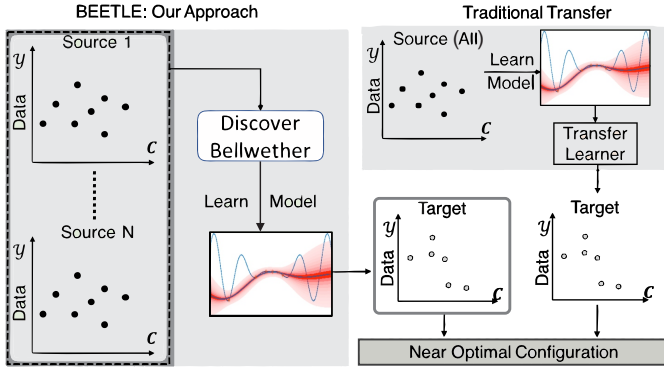 BEETLE: Our Approach
Source 1
𝒴
Data
C
Source N
𝒴
Data
C
Discover
Bellwether
Learn Model
Traditional Transfer
Source (All)
𝒴
Data
C
Learn
Model
Transfer
Learner
Target
𝒴
Data
C
Target
𝒴
Data
C
Near Optimal Configuration